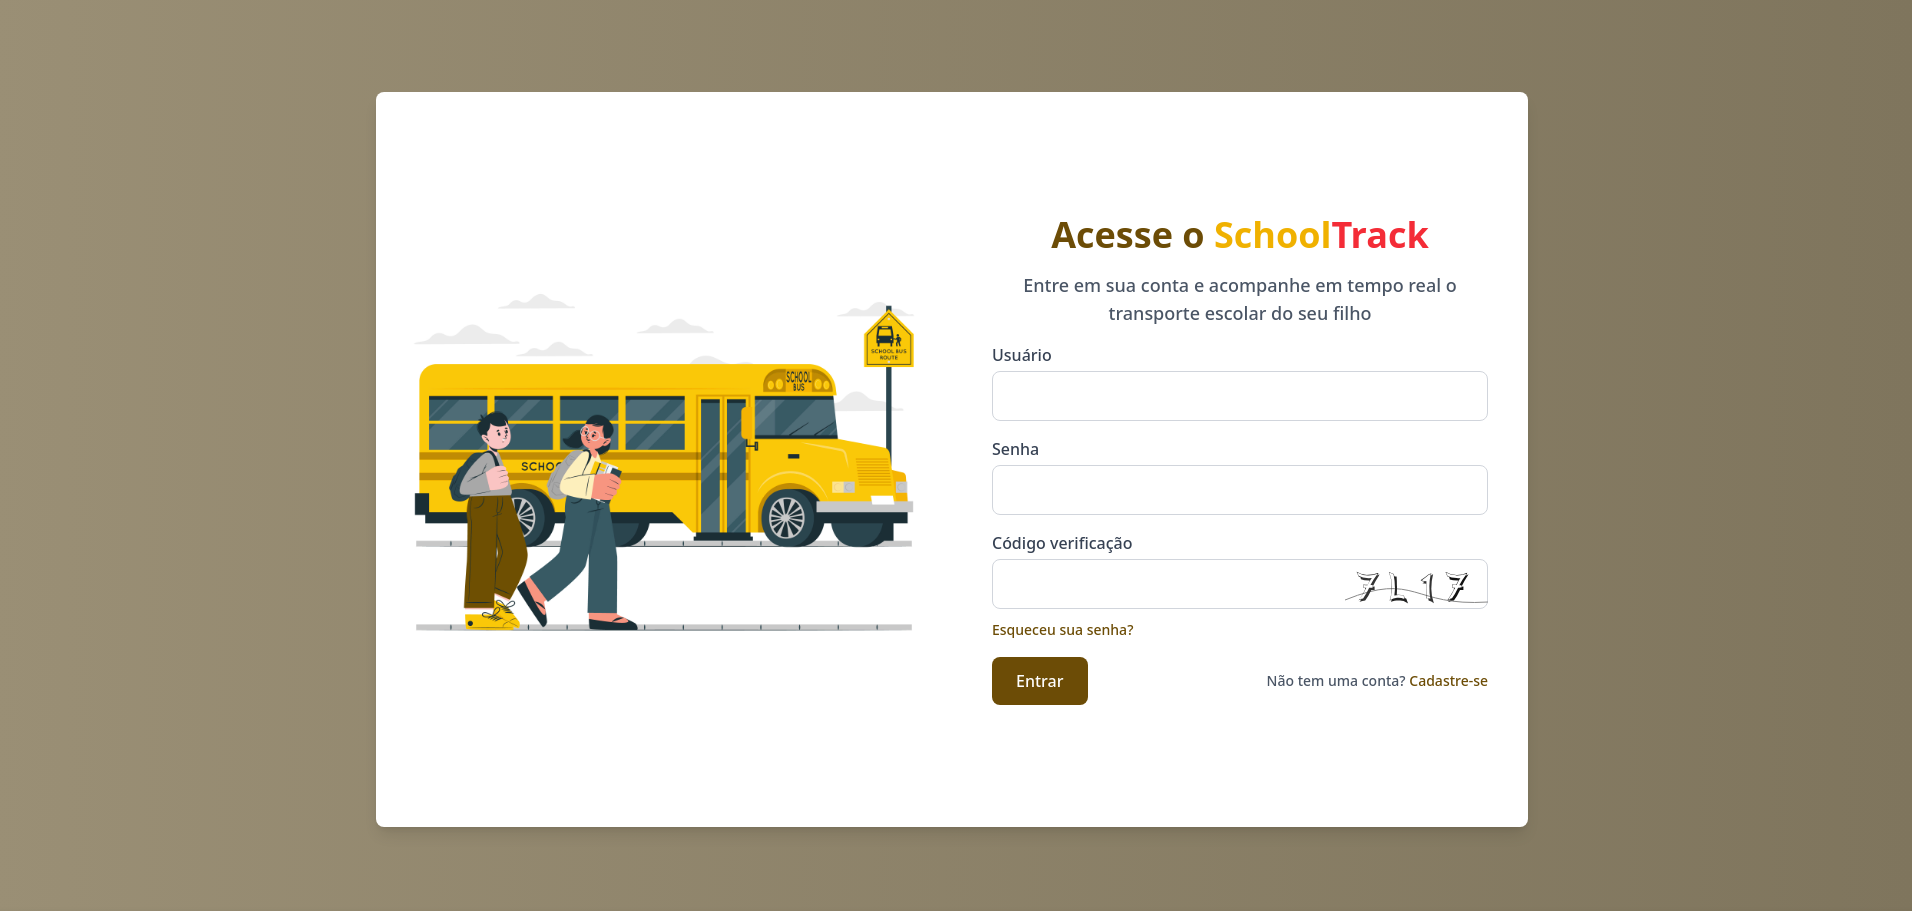 Acesse o SchoolTrack
Entre em sua conta e acompanhe em tempo real o
transporte escolar do seu filho
Usuário
Senha
Código verificação
7L17
Esqueceu sua senha?
Entrar
Não tem uma conta? Cadastre-se
SCHOOL BUS
ROUTE
SCHOOL
BUS
SCHOO